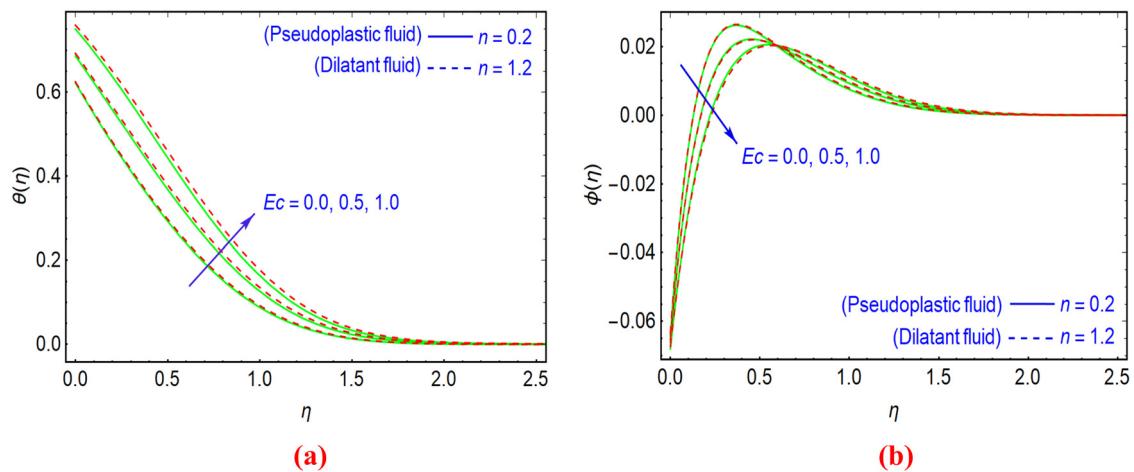 (Pseudoplastic fluid) n = 0.2
(Dilatant fluid) n = 1.2
Ec = 0.0, 0.5, 1.0
θ(η)
0.6
0.4
0.2
0.0
0.0 0.5 1.0 1.5 2.0 2.5
η
(a)
ϕ(η)
0.02
0.00
−0.02
−0.04
−0.06
Ec = 0.0, 0.5, 1.0
(Pseudoplastic fluid) n = 0.2
(Dilatant fluid) n = 1.2
0.0 0.5 1.0 1.5 2.0 2.5
η
(b)